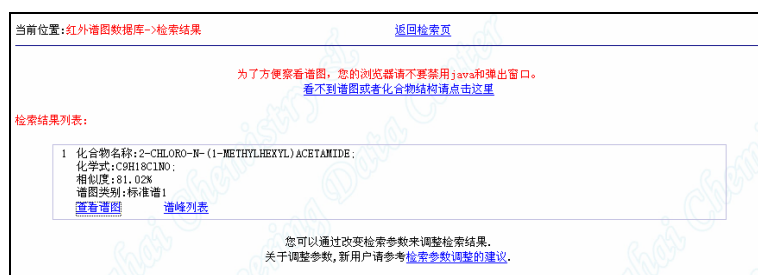 当前位置:红外谱图数据库->检索结果 返回检索页
为了方便察看谱图，您的浏览器请不要禁用java和弹出窗口。
看不到谱图或者化合物结构请点击这里
检索结果列表:
1 化合物名称:2-CHLORO-N-(1-METHYLHEXYL)ACETAMIDE;
化学式:C9H18ClNO;
相似度:81.02%
谱图类别:标准谱1
查看谱图 谱峰列表
您可以通过改变检索参数来调整检索结果.
关于调整参数,新用户请参考检索参数调整的建议.